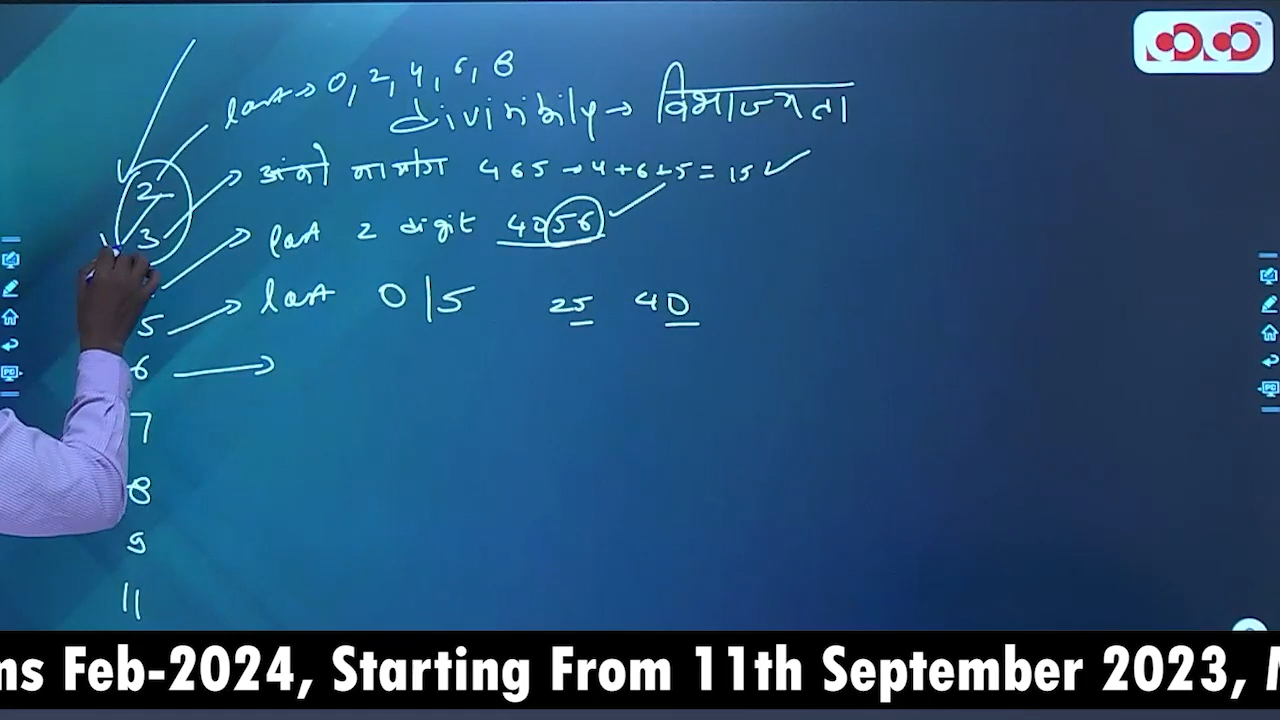 last → 0, 2, 4, 6, 8
divisibily → विभाज्यता
2
3 → 465 → 4+6+5 = 15 ✓
last 2 digit 4056
5 → last 0|5 25 40
6 →
7
8
9
11
ns Feb-2024, Starting From 11th September 2023, M